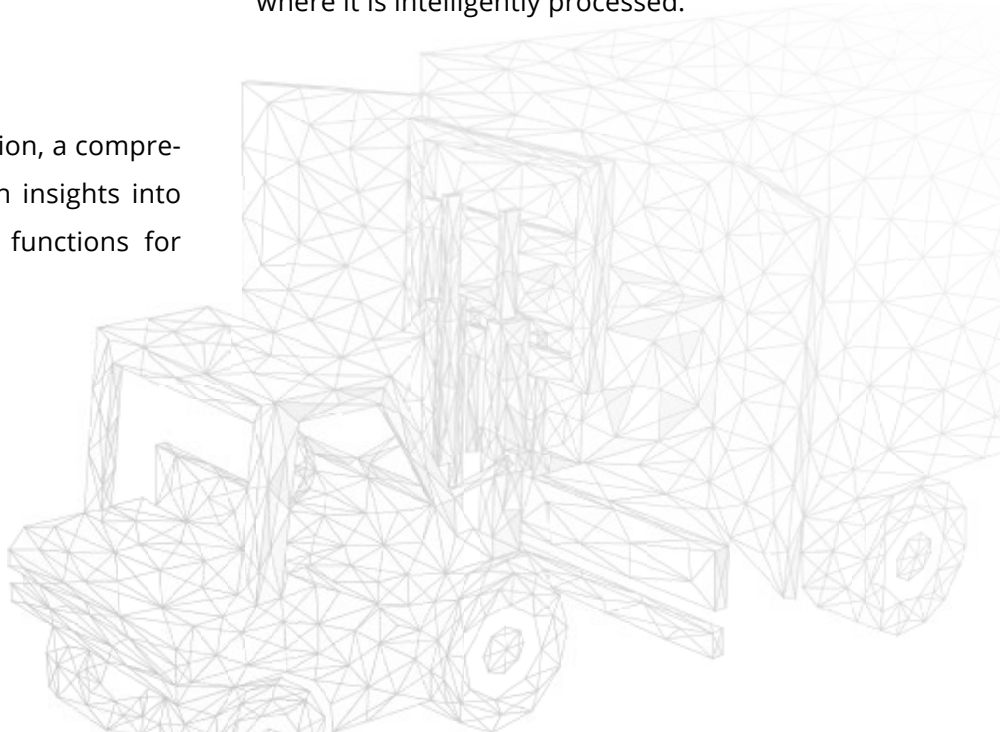 where it is intelligently processed.
ion, a compre-
n insights into
functions for